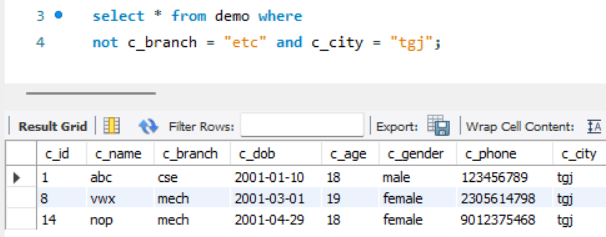 3 select * from demo where
4 not c_branch = "etc" and c_city = "tgj";
Result Grid Filter Rows: Export: Wrap Cell Content: IA
c_id c_name c_branch c_dob c_age c_gender c_phone c_city
1 abc cse 2001-01-10 18 male 123456789 tgj
8 vwx mech 2001-03-01 19 female 2305614798 tgj
14 nop mech 2001-04-29 18 female 9012375468 tgj